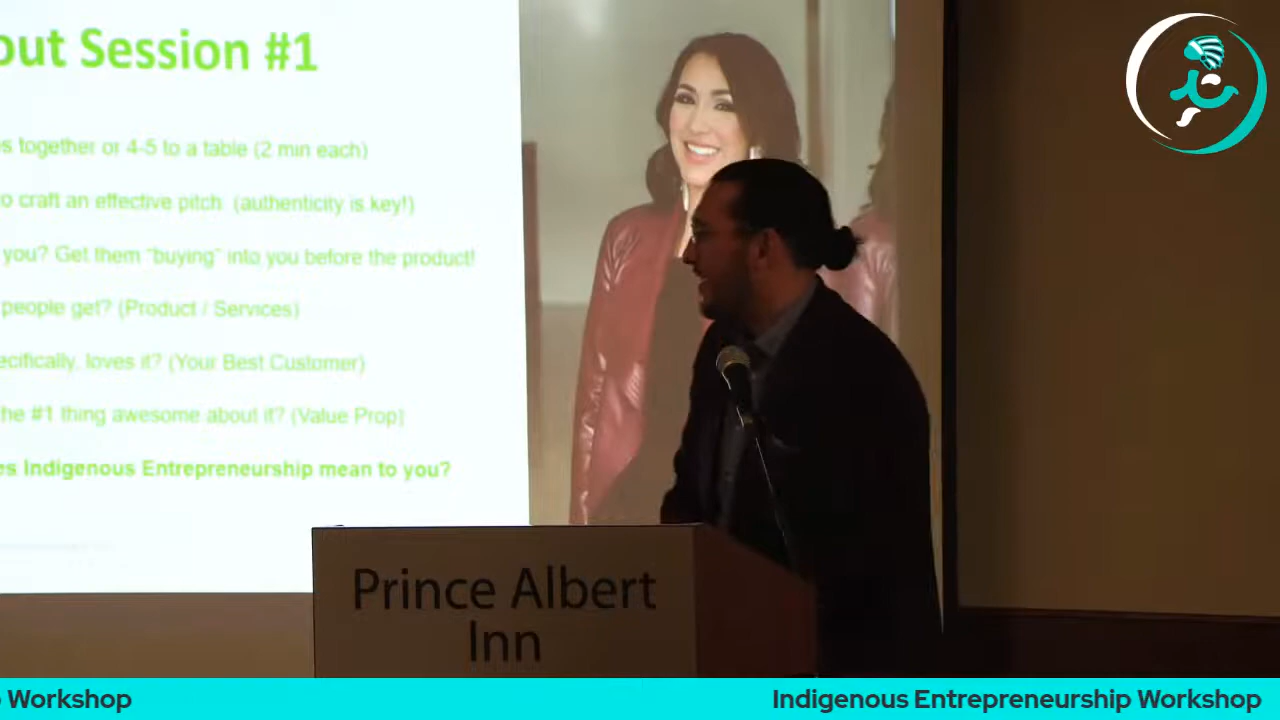 out Session #1
s together or 4-5 to a table (2 min each)
o craft an effective pitch (authenticity is key!)
you? Get them "buying" into you before the product!
people get? (Product / Services)
ecifically, loves it? (Your Best Customer)
the #1 thing awesome about it? (Value Prop)
es Indigenous Entrepreneurship mean to you?
Prince Albert
Inn
Workshop
Indigenous Entrepreneurship Workshop